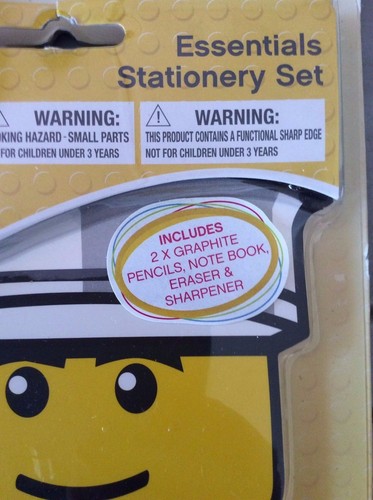 Essentials
Stationery Set
WARNING:
KING HAZARD - SMALL PARTS
FOR CHILDREN UNDER 3 YEARS
WARNING:
THIS PRODUCT CONTAINS A FUNCTIONAL SHARP EDGE
NOT FOR CHILDREN UNDER 3 YEARS
INCLUDES
2 X GRAPHITE
PENCILS, NOTE BOOK,
ERASER &
SHARPENER